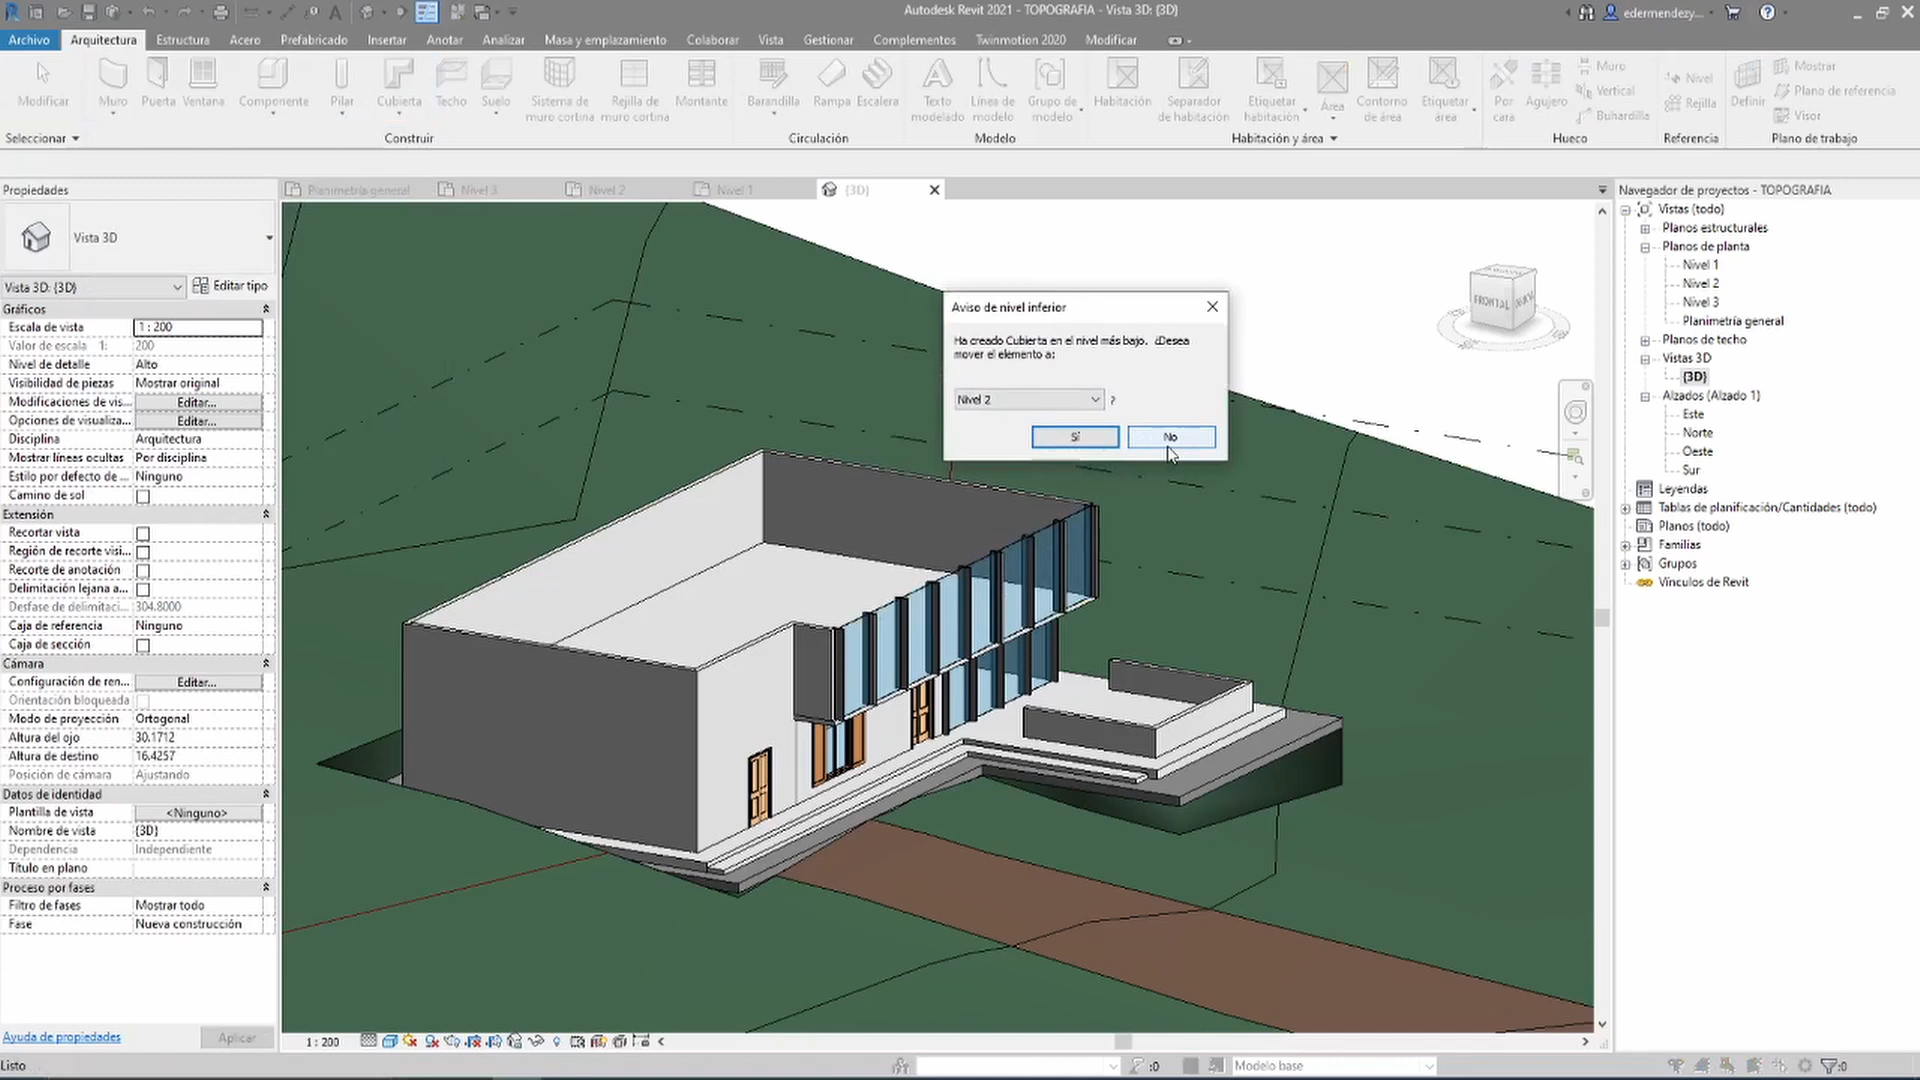 Autodesk Revit 2021 - TOPOGRAFIA - Vista 3D: {3D}
edermendezy...
Archivo Arquitectura Estructura Acero Prefabricado Insertar Anotar Analizar Masa y emplazamiento Colaborar Vista Gestionar Complementos Twinmotion 2020 Modificar
Modificar
Muro Puerta Ventana Componente Pilar Cubierta Techo Suelo
Sistema de muro cortina
Rejilla de muro cortina
Montante
Barandilla Rampa Escalera
Texto modelado
Línea de modelo
Grupo de modelo
Habitación
Separador de habitación
Etiquetar habitación
Área
Contorno de área
Etiquetar área
Por cara
Agujero
Muro
Vertical
Buhardilla
Nivel
Rejilla
Definir
Mostrar
Plano de referencia
Visor
Seleccionar Construir Circulación Modelo Habitación y área Hueco Referencia Plano de trabajo
Propiedades
Planimetría general Nivel 3 Nivel 2 Nivel 1 {3D}
Vista 3D
Vista 3D: {3D} Editar tipo
Gráficos
Escala de vista 1 : 200
Valor de escala 1: 200
Nivel de detalle Alto
Visibilidad de piezas Mostrar original
Modificaciones de vis... Editar...
Opciones de visualiza... Editar...
Disciplina Arquitectura
Mostrar líneas ocultas Por disciplina
Estilo por defecto de ... Ninguno
Camino de sol
Extensión
Recortar vista
Región de recorte visi...
Recorte de anotación
Delimitación lejana a...
Desfase de delimitaci... 304.8000
Caja de referencia Ninguno
Caja de sección
Cámara
Configuración de ren... Editar...
Orientación bloqueada
Modo de proyección Ortogonal
Altura del ojo 30.1712
Altura de destino 16.4257
Posición de cámara Ajustando
Datos de identidad
Plantilla de vista <Ninguno>
Nombre de vista {3D}
Dependencia Independiente
Título en plano
Proceso por fases
Filtro de fases Mostrar todo
Fase Nueva construcción
Ayuda de propiedades Aplicar
Aviso de nivel inferior
Ha creado Cubierta en el nivel más bajo. ¿Desea
mover el elemento a:
Nivel 2 ?
Sí No
FRONTAL
Navegador de proyectos - TOPOGRAFIA
Vistas (todo)
Planos estructurales
Planos de planta
Nivel 1
Nivel 2
Nivel 3
Planimetría general
Planos de techo
Vistas 3D
{3D}
Alzados (Alzado 1)
Este
Norte
Oeste
Sur
Leyendas
Tablas de planificación/Cantidades (todo)
Planos (todo)
Familias
Grupos
Vínculos de Revit
1 : 200
Listo
:0
Modelo base
:0